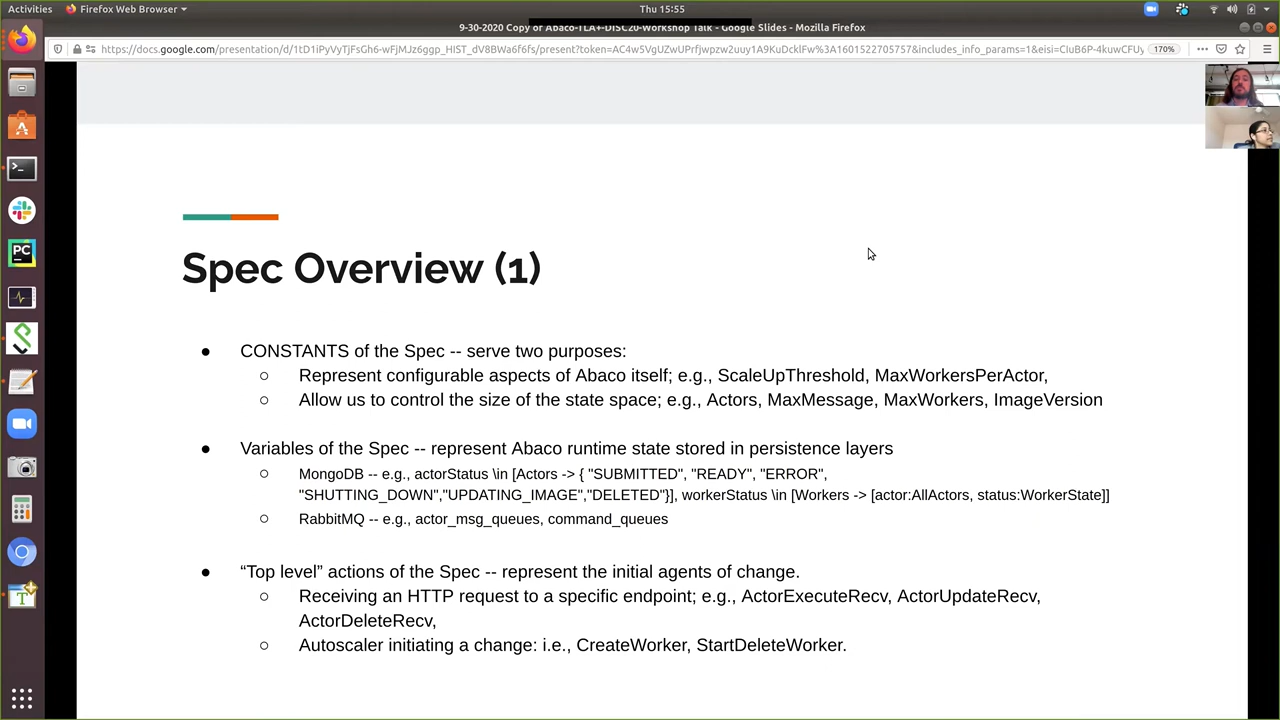 Activities
Firefox Web Browser
Thu 15:55
9-30-2020 Copy of Abaco-TLA+-DISC20-Workshop Talk - Google Slides - Mozilla Firefox
170%
PC
Spec Overview (1)
● CONSTANTS of the Spec -- serve two purposes:
○ Represent configurable aspects of Abaco itself; e.g., ScaleUpThreshold, MaxWorkersPerActor,
○ Allow us to control the size of the state space; e.g., Actors, MaxMessage, MaxWorkers, ImageVersion
● Variables of the Spec -- represent Abaco runtime state stored in persistence layers
○ MongoDB -- e.g., actorStatus \in [Actors -> { "SUBMITTED", "READY", "ERROR",
"SHUTTING_DOWN","UPDATING_IMAGE","DELETED"}], workerStatus \in [Workers -> [actor:AllActors, status:WorkerState]]
○ RabbitMQ -- e.g., actor_msg_queues, command_queues
● “Top level” actions of the Spec -- represent the initial agents of change.
○ Receiving an HTTP request to a specific endpoint; e.g., ActorExecuteRecv, ActorUpdateRecv,
ActorDeleteRecv,
○ Autoscaler initiating a change: i.e., CreateWorker, StartDeleteWorker.